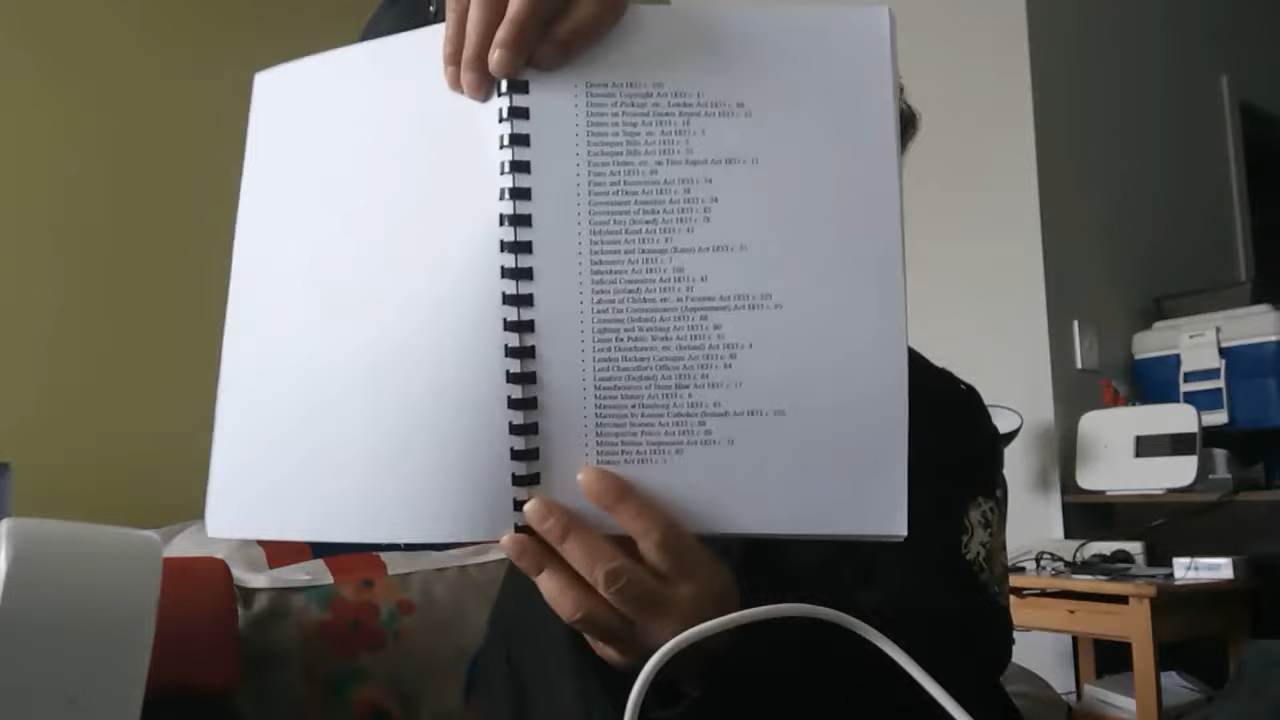 • Dower Act 1833 c. 105
• Dramatic Copyright Act 1833 c. 15
• Duties of Package, etc., London Act 1833 c. 66
• Duties on Personal Estates Repeal Act 1833 c.
• Duties on Soap Act 1833 c. 16
• Duties on Sugar, etc. Act 1833 c. 3
• Exchequer Bills Act 1833 c. 2
• Exchequer Bills Act 1833 c.
• Excise Duties, etc., on Tiles Repeal Act 1833 c. 11
• Fines Act 1833 c. 99
• Fines and Recoveries Act 1833 c. 74
• Forest of Dean Act 1833 c. 38
• Government Annuities Act 1833 c. 24
• Government of India Act 1833 c. 85
• Grand Jury (Ireland) Act 1833 c. 78
• Holyhead Road Act 1833 c. 43
• Inclosure Act 1833 c. 87
• Inclosure and Drainage (Rates) Act 1833 c. 35
• Indemnity Act 1833 c. 7
• Inheritance Act 1833 c. 106
• Judicial Committee Act 1833 c. 41
• Juries (Ireland) Act 1833 c. 91
• Labour of Children, etc., in Factories Act 1833 c. 103
• Land Tax Commissioners (Appointment) Act 1833 c. 95
• Licensing (Ireland) Act 1833 c. 68
• Lighting and Watching Act 1833 c. 90
• Loans for Public Works Act 1833 c.
• Local Disturbances, etc. (Ireland) Act 1833 c. 4
• London Hackney Carriages Act 1833 c. 48
• Lord Chancellor's Offices Act 1833 c. 84
• Lunatics (England) Act 1833 c. 64
• Manufacturers of Stone Blue Act 1833 c. 17
• Marine Mutiny Act 1833 c. 6
• Marriages at Hamburg Act 1833 c. 45
• Marriages by Roman Catholics (Ireland) Act 1833 c. 102
• Merchant Seamen Act 1833 c. 88
• Metropolitan Police Act 1833 c. 89
• Militia Ballots Suspension Act 1833 c.
• Militia Pay Act 1833 c.
• Mutiny Act 1833 c. 5